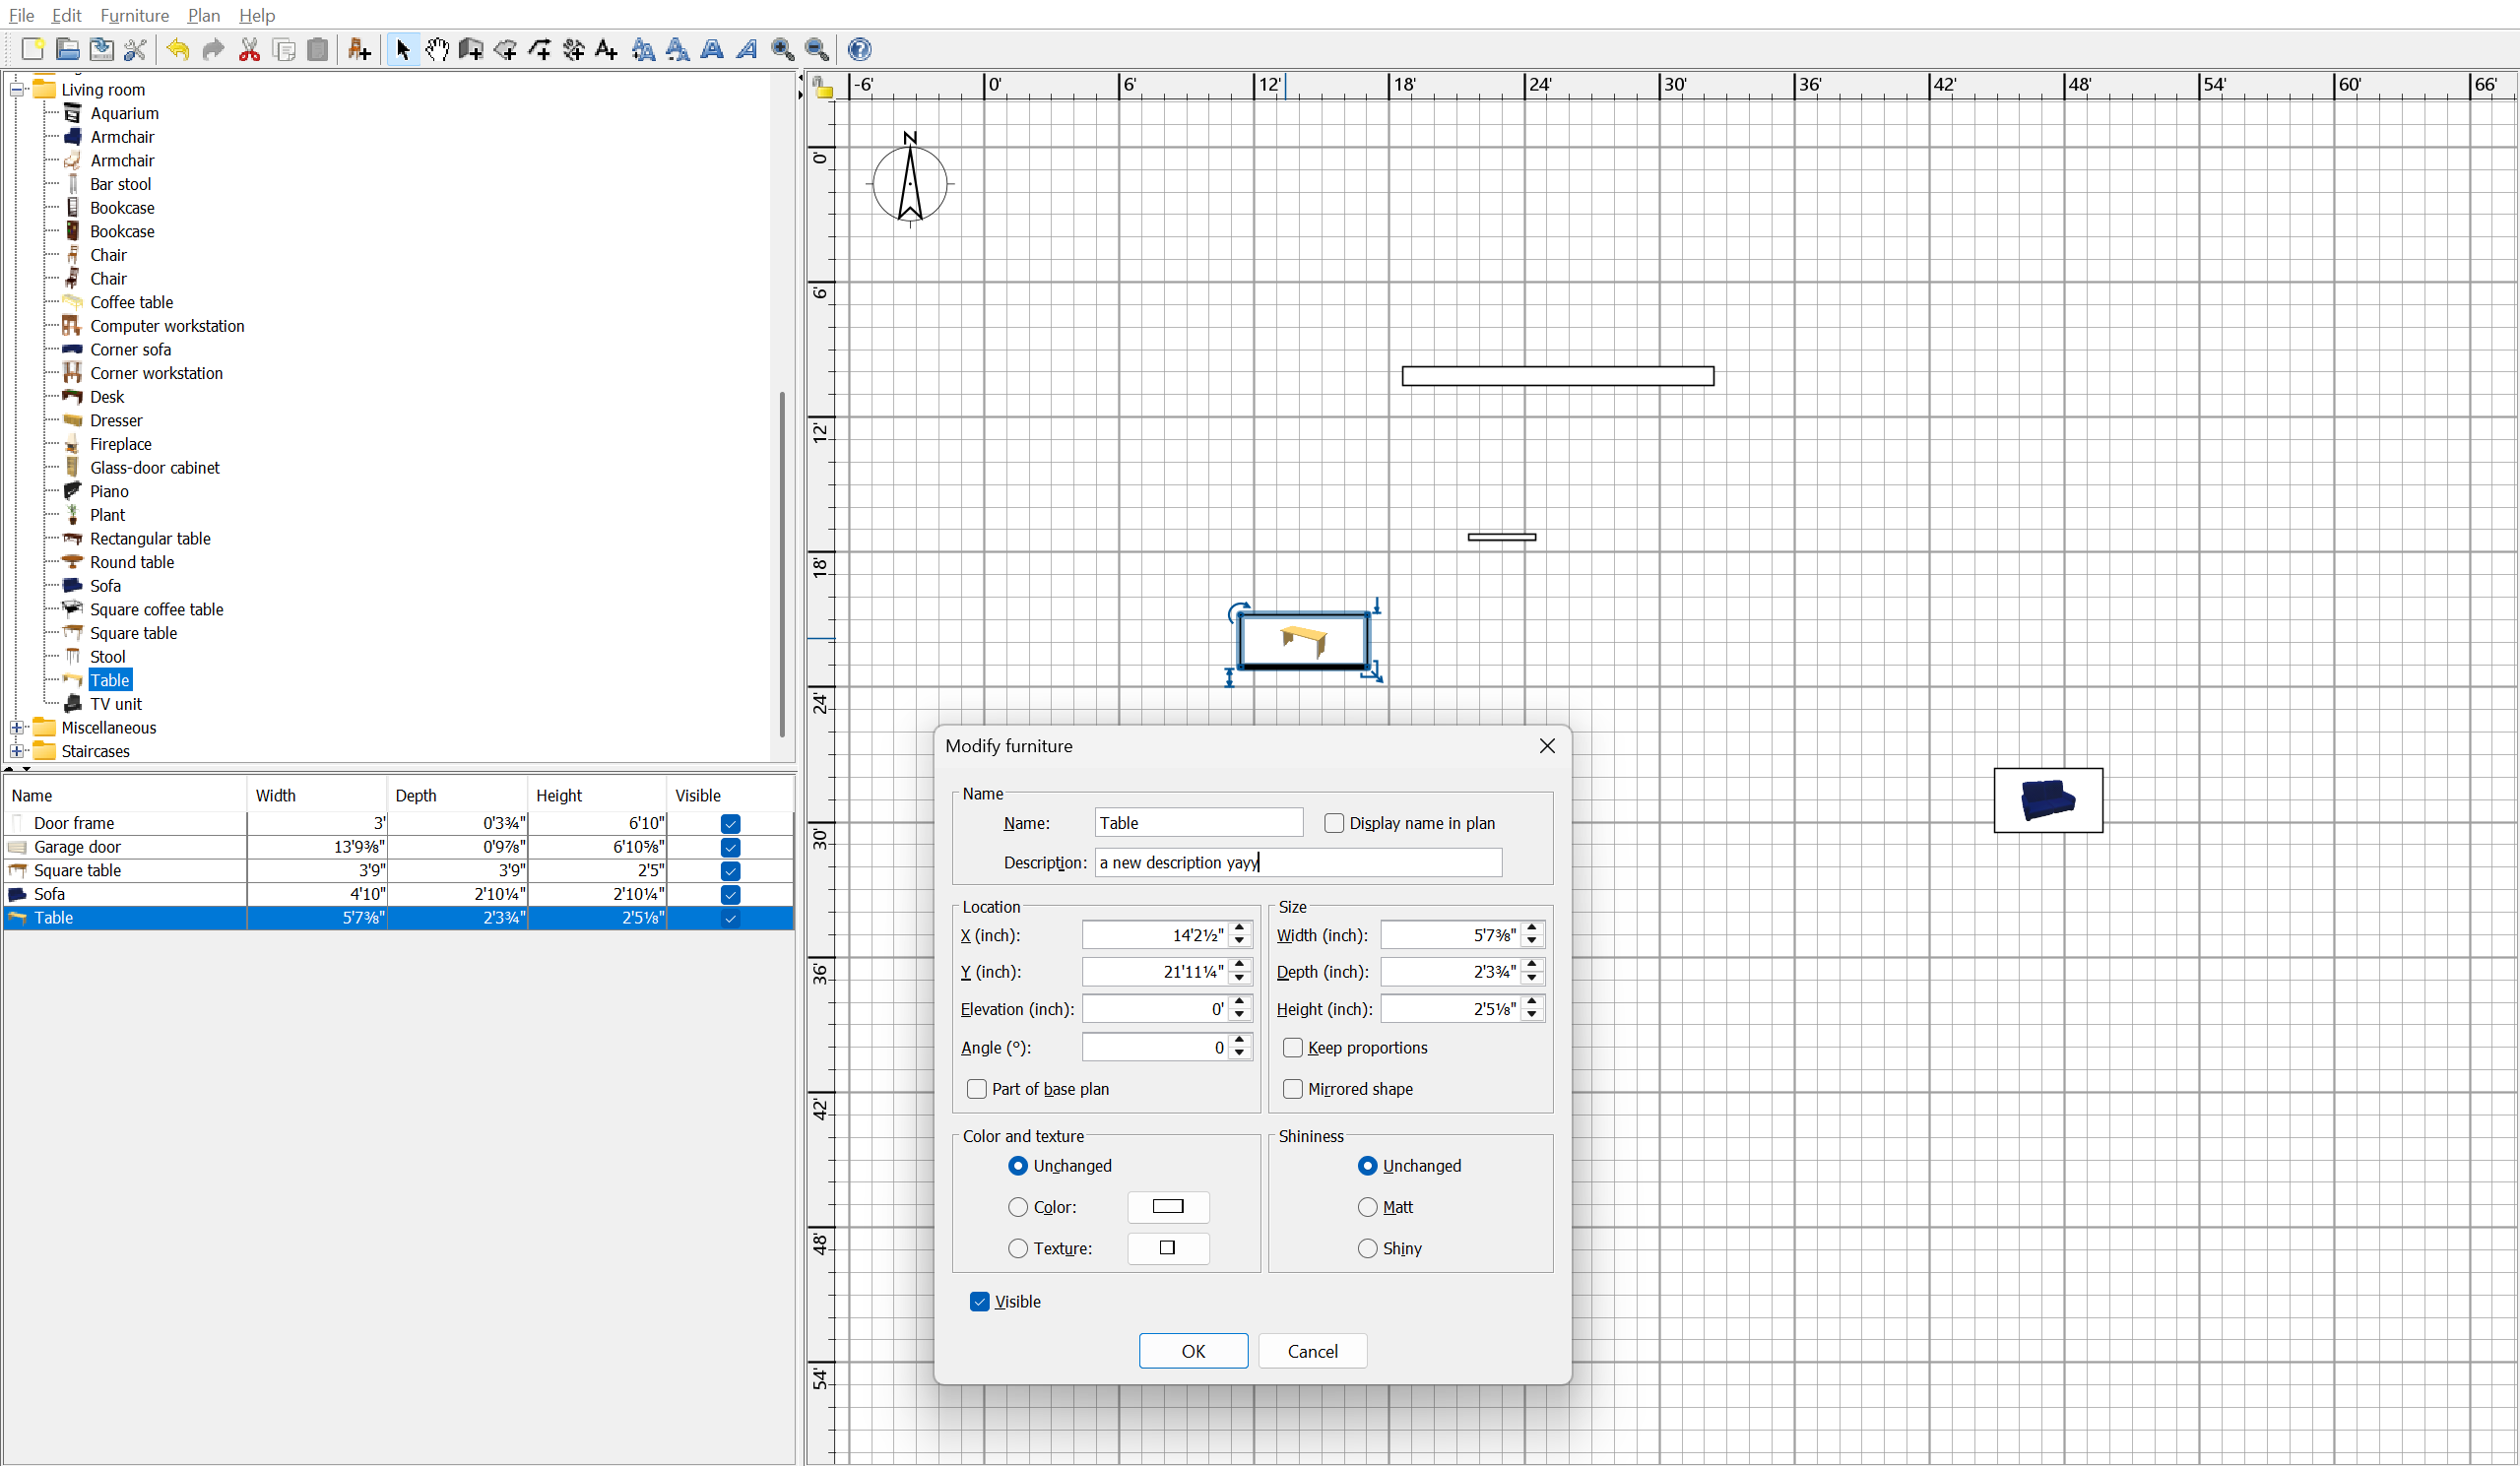 File Edit Furniture Plan Help
Living room
Aquarium
Armchair
Armchair
Bar stool
Bookcase
Bookcase
Chair
Chair
Coffee table
Computer workstation
Corner sofa
Corner workstation
Desk
Dresser
Fireplace
Glass-door cabinet
Piano
Plant
Rectangular table
Round table
Sofa
Square coffee table
Square table
Stool
Table
TV unit
Miscellaneous
Staircases
Name Width Depth Height Visible
Door frame 3' 0'3¾" 6'10"
Garage door 13'9⅜" 0'9⅞" 6'10⅝"
Square table 3'9" 3'9" 2'5"
Sofa 4'10" 2'10¼" 2'10¼"
Table 5'7⅜" 2'3¾" 2'5⅛"
-6' 0' 6' 12' 18' 24' 30' 36' 42' 48' 54' 60' 66'
0'
6'
12'
18'
24'
30'
36'
42'
48'
54'
N
Modify furniture
Name
Name: Table Display name in plan
Description: a new description yayy
Location
X (inch): 14'2½"
Y (inch): 21'11¼"
Elevation (inch): 0'
Angle (°): 0
Part of base plan
Size
Width (inch): 5'7⅜"
Depth (inch): 2'3¾"
Height (inch): 2'5⅛"
Keep proportions
Mirrored shape
Color and texture
Unchanged
Color:
Texture:
Shininess
Unchanged
Matt
Shiny
Visible
OK Cancel